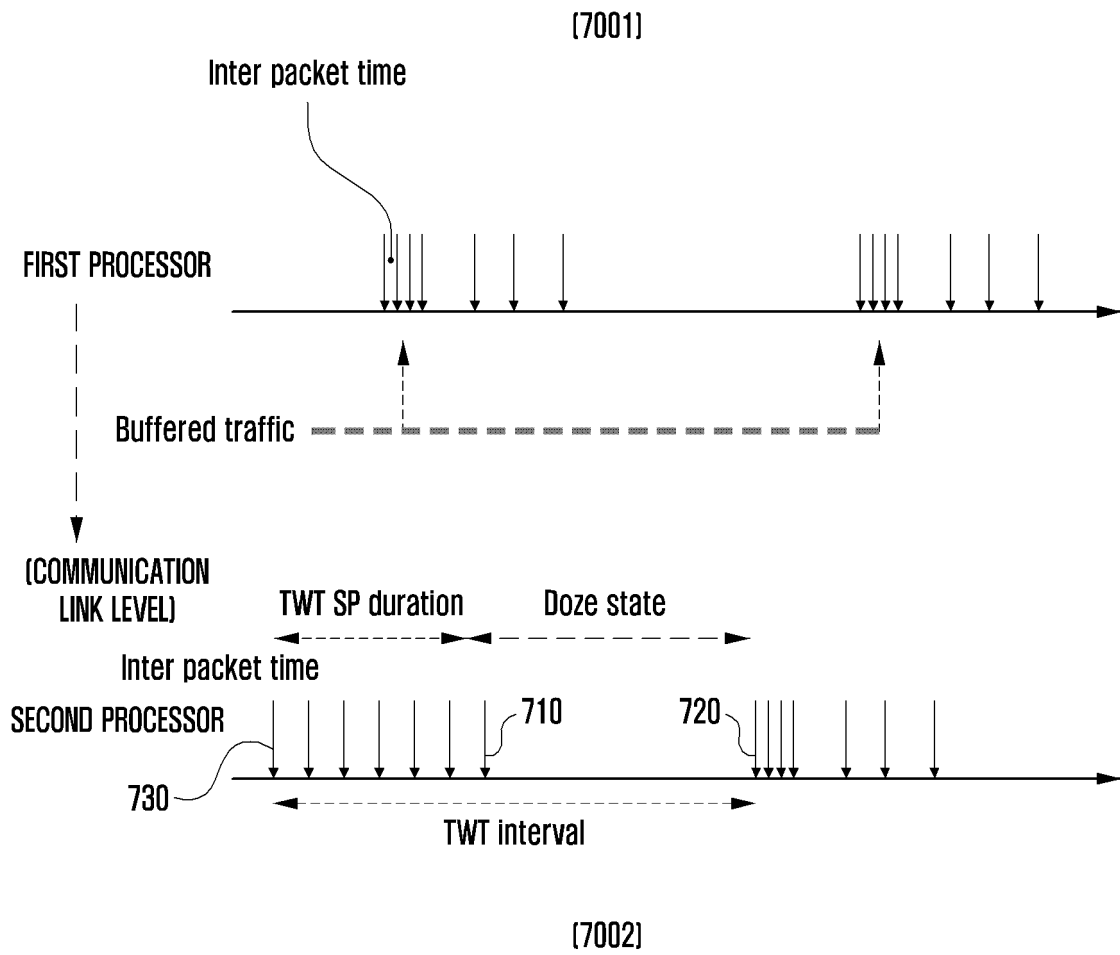 [7001]
Inter packet time
FIRST PROCESSOR
Buffered traffic
(COMMUNICATION
LINK LEVEL)
TWT SP duration
Doze state
Inter packet time
SECOND PROCESSOR
710
720
730
TWT interval
[7002]